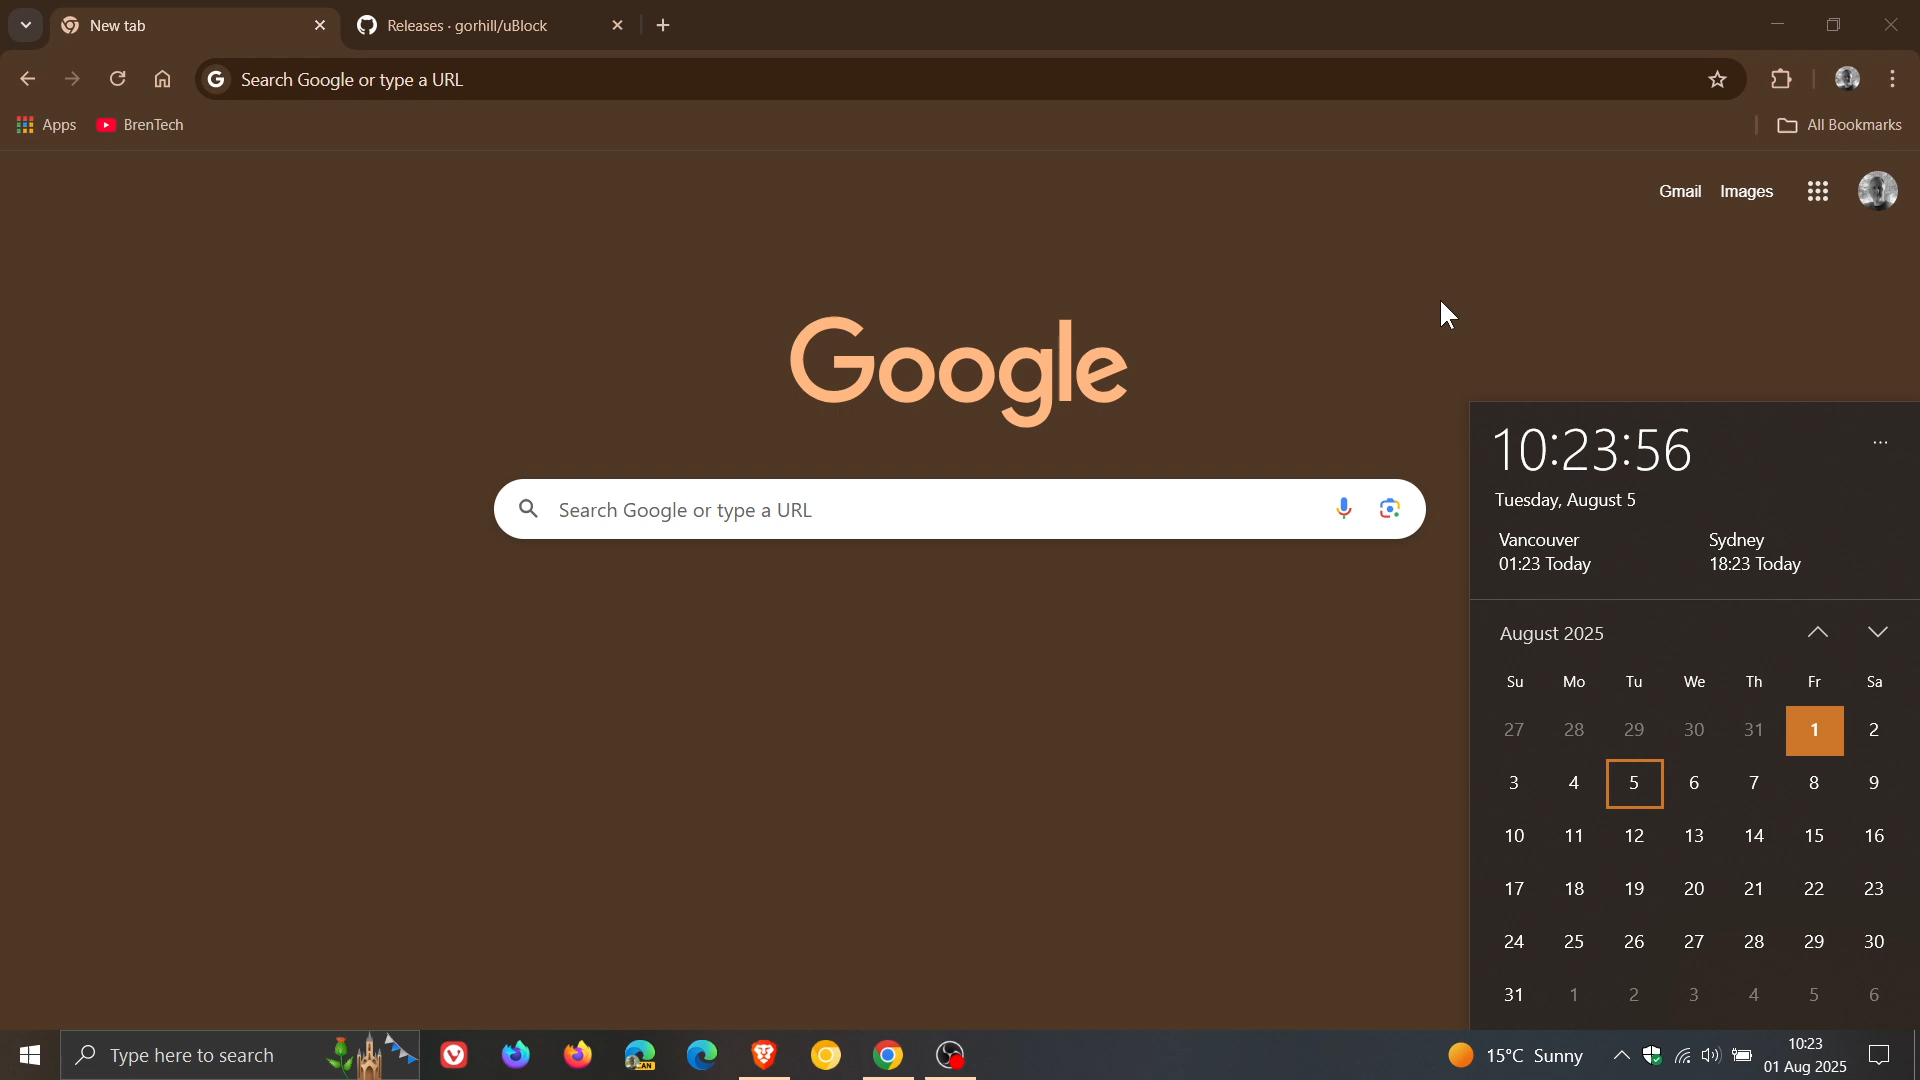 New tab
Releases · gorhill/uBlock
Search Google or type a URL
Apps
BrenTech
All Bookmarks
Gmail Images
Google
Search Google or type a URL
10:23:56
...
Tuesday, August 5
Vancouver Sydney
01:23 Today 18:23 Today
August 2025
Su Mo Tu We Th Fr Sa
27 28 29 30 31 1 2
3 4 5 6 7 8 9
10 11 12 13 14 15 16
17 18 19 20 21 22 23
24 25 26 27 28 29 30
31 1 2 3 4 5 6
Type here to search
CAN
15°C Sunny
10:23
01 Aug 2025